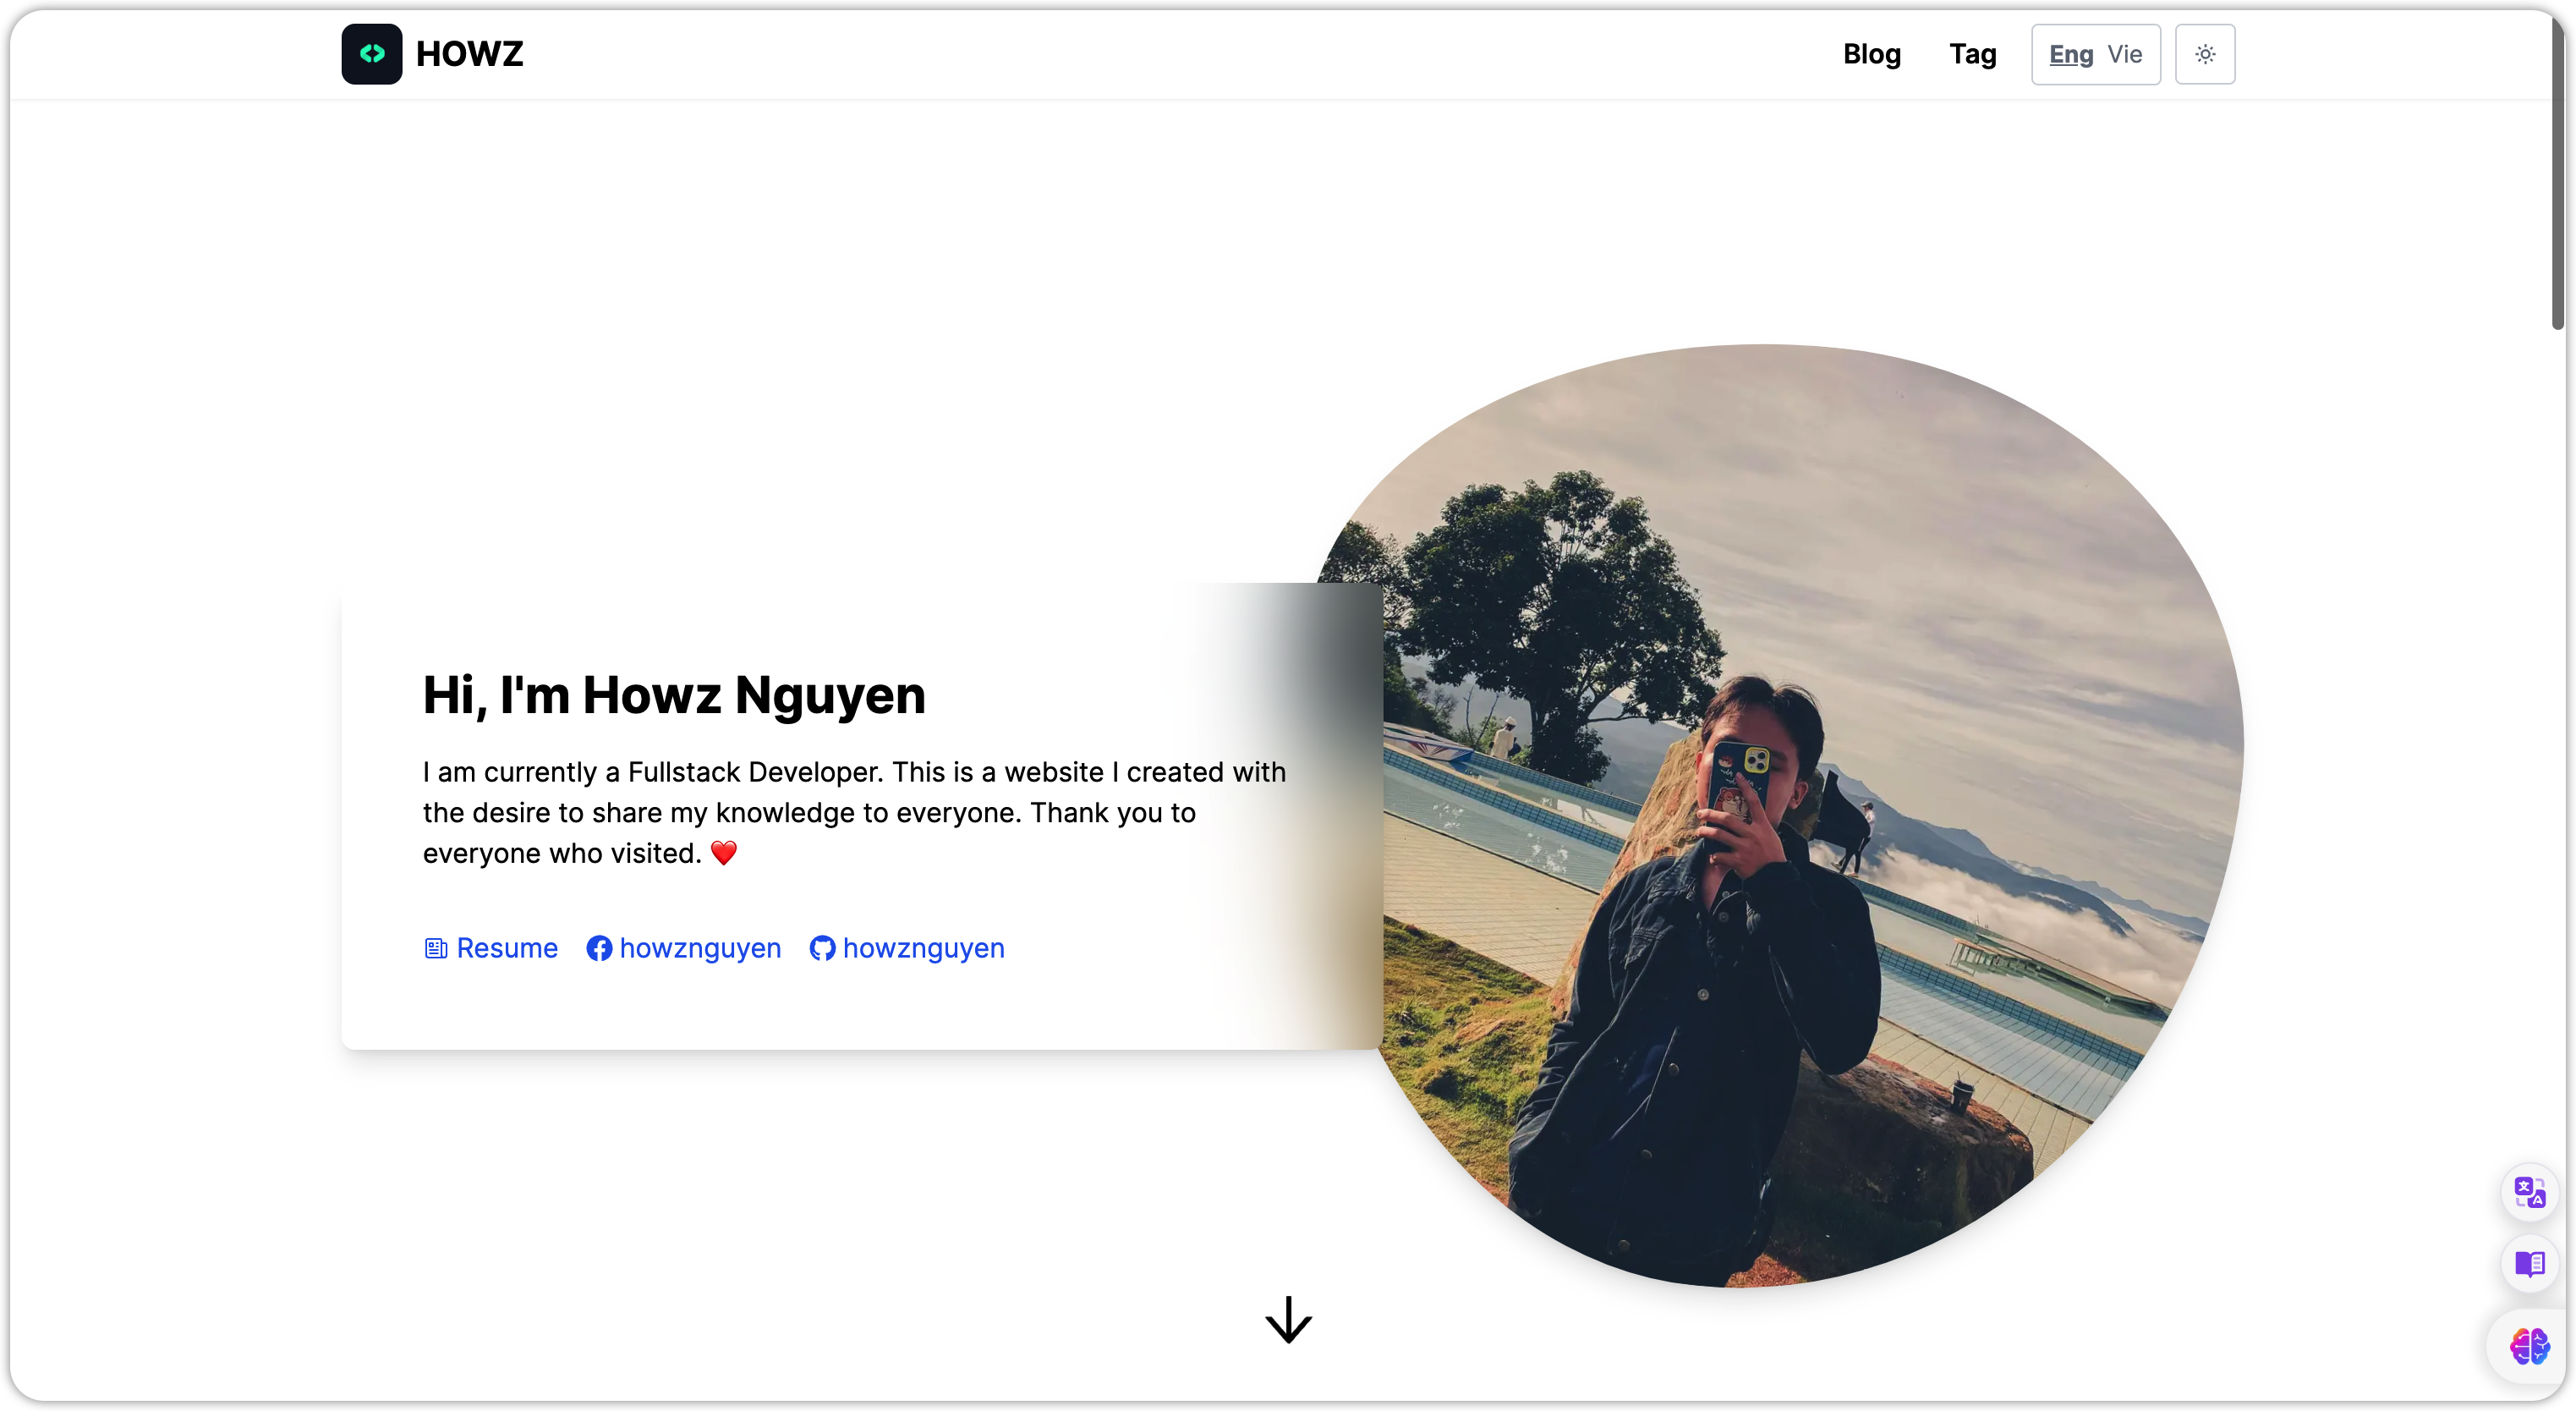 HOWZ
Blog Tag Eng Vie
Hi, I'm Howz Nguyen
I am currently a Fullstack Developer. This is a website I created with
the desire to share my knowledge to everyone. Thank you to
everyone who visited. ❤️
Resume howznguyen howznguyen
文
A